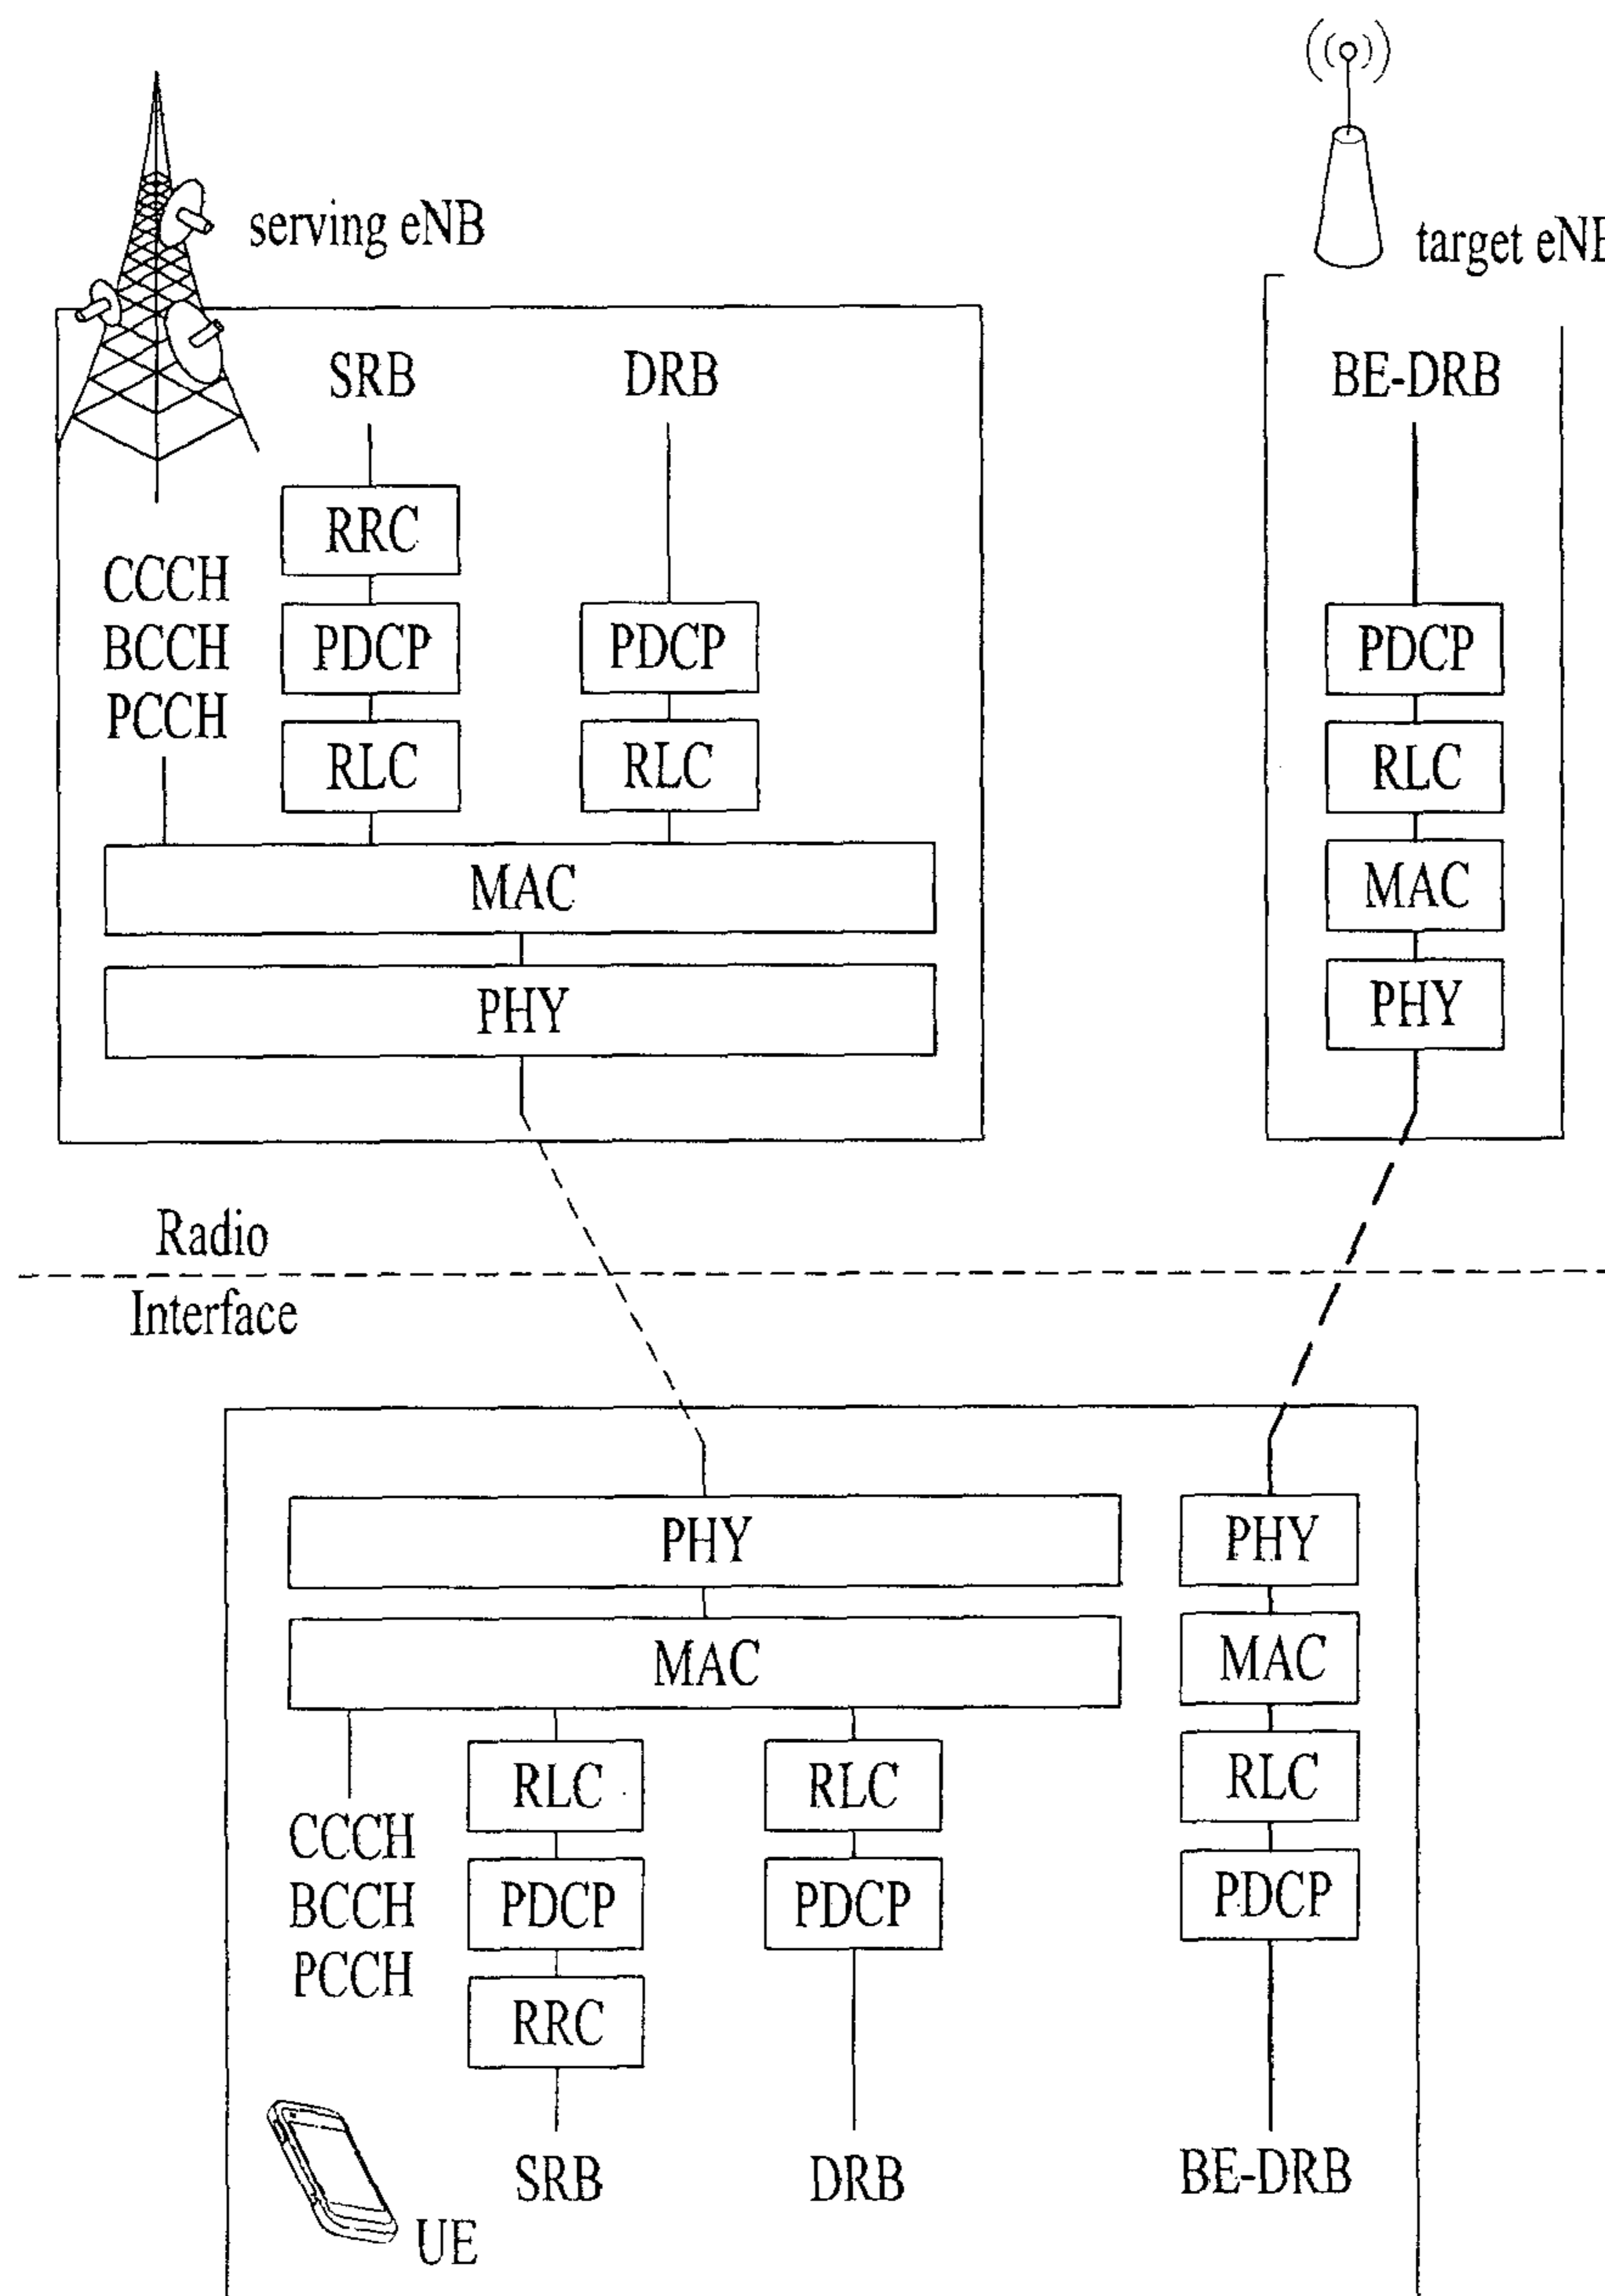 serving eNB
target eNB
SRB
DRB
BE-DRB
RRC
CCCH
BCCH
PCCH
PDCP
PDCP
PDCP
RLC
RLC
RLC
MAC
MAC
PHY
PHY
Radio
Interface
PHY
PHY
MAC
MAC
RLC
RLC
RLC
CCCH
BCCH
PCCH
PDCP
PDCP
PDCP
RRC
SRB
DRB
BE-DRB
UE